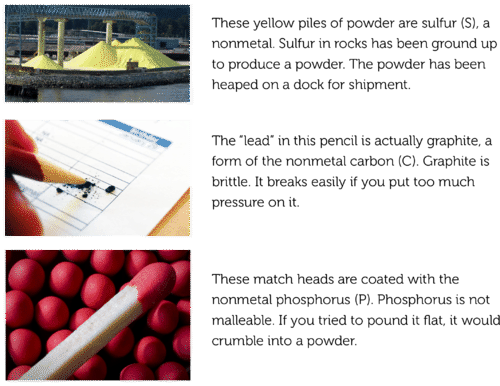 These yellow piles of powder are sulfur (S), a
nonmetal. Sulfur in rocks has been ground up
to produce a powder. The powder has been
heaped on a dock for shipment.
The "lead" in this pencil is actually graphite, a
form of the nonmetal carbon (C). Graphite is
brittle. It breaks easily if you put too much
pressure on it.
These match heads are coated with the
nonmetal phosphorus (P). Phosphorus is not
malleable. If you tried to pound it flat, it would
crumble into a powder.